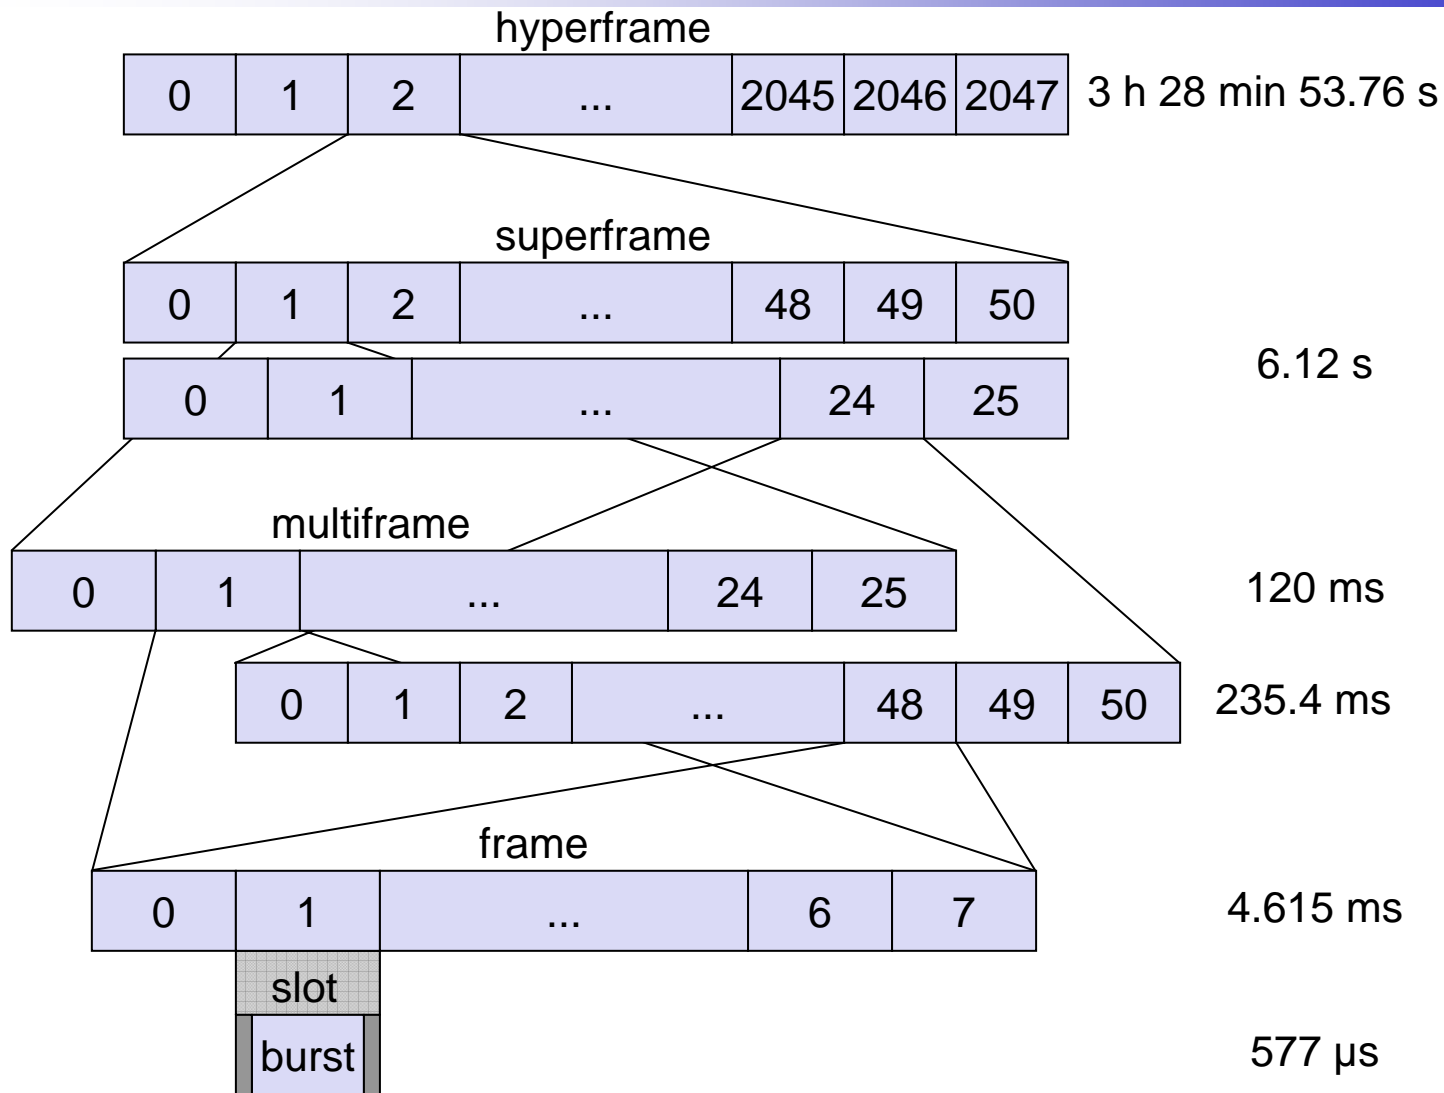 hyperframe
0 1 2 ... 2045 2046 2047 3 h 28 min 53.76 s
superframe
0 1 2 ... 48 49 50
6.12 s
0 1 ... 24 25
multiframe
0 1 ... 24 25 120 ms
0 1 2 ... 48 49 50 235.4 ms
frame
0 1 ... 6 7 4.615 ms
slot
burst 577 µs